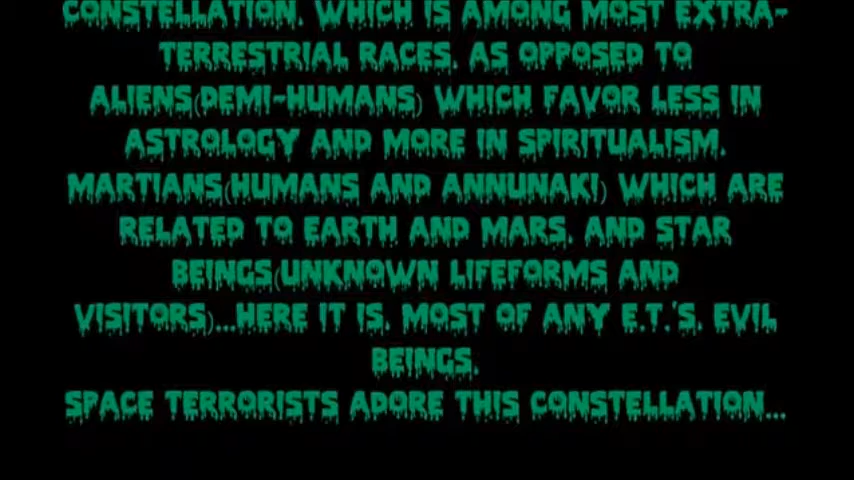 CONSTELLATION, WHICH IS AMONG MOST EXTRA-
TERRESTRIAL RACES, AS OPPOSED TO
ALIENS(DEMI-HUMANS) WHICH FAVOR LESS IN
ASTROLOGY AND MORE IN SPIRITUALISM,
MARTIANS(HUMANS AND ANNUNAKI) WHICH ARE
RELATED TO EARTH AND MARS, AND STAR
BEINGS(UNKNOWN LIFEFORMS AND
VISITORS)...HERE IT IS, MOST OF ANY E.T.'S, EVIL
BEINGS,
SPACE TERRORISTS ADORE THIS CONSTELLATION...